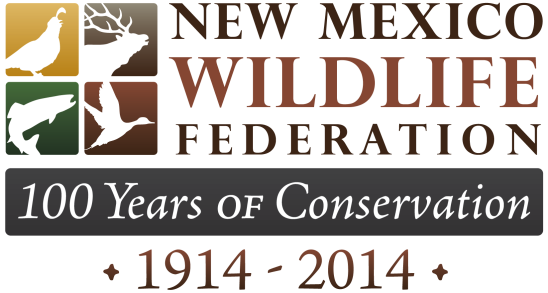 NEW MEXICO
WILDLIFE
FEDERATION
100 Years OF Conservation
1914 - 2014